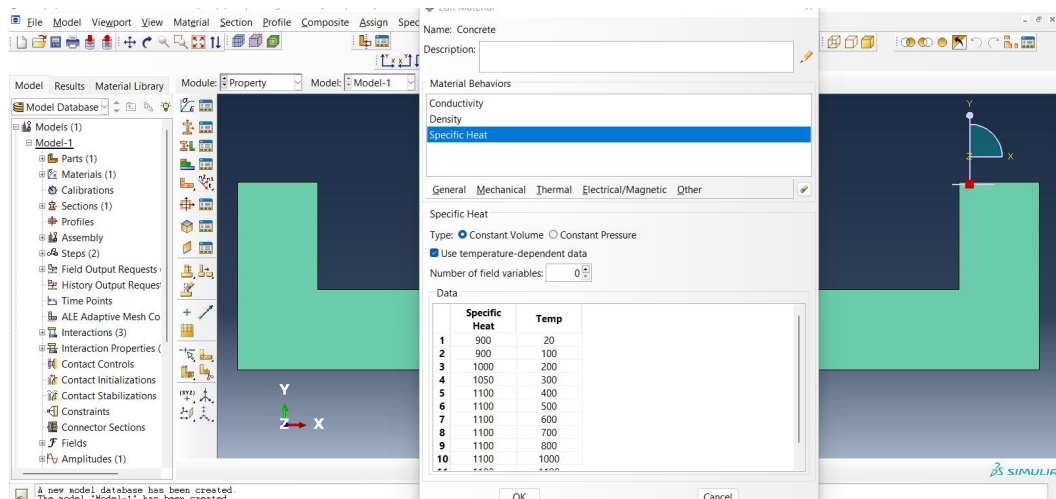 File Model Viewport View Material Section Profile Composite Assign Spec
Module: Property Model: Model-1
Model Results Material Library
Model Database
Models (1)
Model-1
Parts (1)
Materials (1)
Calibrations
Sections (1)
Profiles
Assembly
Steps (2)
Field Output Requests
History Output Reques
Time Points
ALE Adaptive Mesh Co
Interactions (3)
Interaction Properties (
Contact Controls
Contact Initializations
Contact Stabilizations
Constraints
Connector Sections
Fields
Amplitudes (1)
Y
Z X
Edit Material
Name: Concrete
Description:
Material Behaviors
Conductivity
Density
Specific Heat
General Mechanical Thermal Electrical/Magnetic Other
Specific Heat
Type: Constant Volume Constant Pressure
Use temperature-dependent data
Number of field variables: 0
Data
Specific Heat Temp
1 900 20
2 900 100
3 1000 200
4 1050 300
5 1100 400
6 1100 500
7 1100 600
8 1100 700
9 1100 800
10 1100 1000
11 1100 1100
OK Cancel
Y
Z X
SIMULIA
A new model database has been created.
The model "Model-1" has been created.